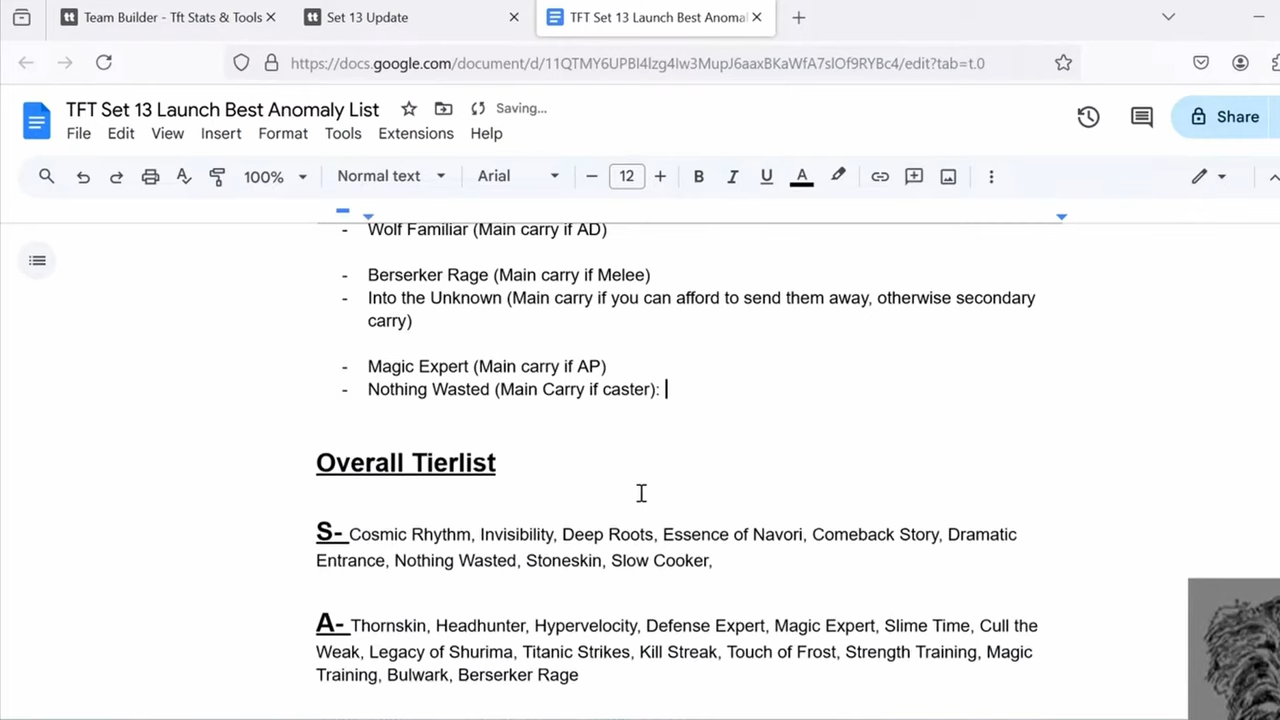 Team Builder - Tft Stats & Tools
Set 13 Update
TFT Set 13 Launch Best Anomal
https://docs.google.com/document/d/11QTMY6UPBI4lzg4Iw3MupJ6aaxBKaWfA7slOf9RYBc4/edit?tab=t.0
TFT Set 13 Launch Best Anomaly List
Saving...
File Edit View Insert Format Tools Extensions Help
Share
100% Normal text Arial 12 B I U A
- Wolf Familiar (Main carry if AD)
- Berserker Rage (Main carry if Melee)
- Into the Unknown (Main carry if you can afford to send them away, otherwise secondary
carry)
- Magic Expert (Main carry if AP)
- Nothing Wasted (Main Carry if caster):
Overall Tierlist
S- Cosmic Rhythm, Invisibility, Deep Roots, Essence of Navori, Comeback Story, Dramatic
Entrance, Nothing Wasted, Stoneskin, Slow Cooker,
A- Thornskin, Headhunter, Hypervelocity, Defense Expert, Magic Expert, Slime Time, Cull the
Weak, Legacy of Shurima, Titanic Strikes, Kill Streak, Touch of Frost, Strength Training, Magic
Training, Bulwark, Berserker Rage